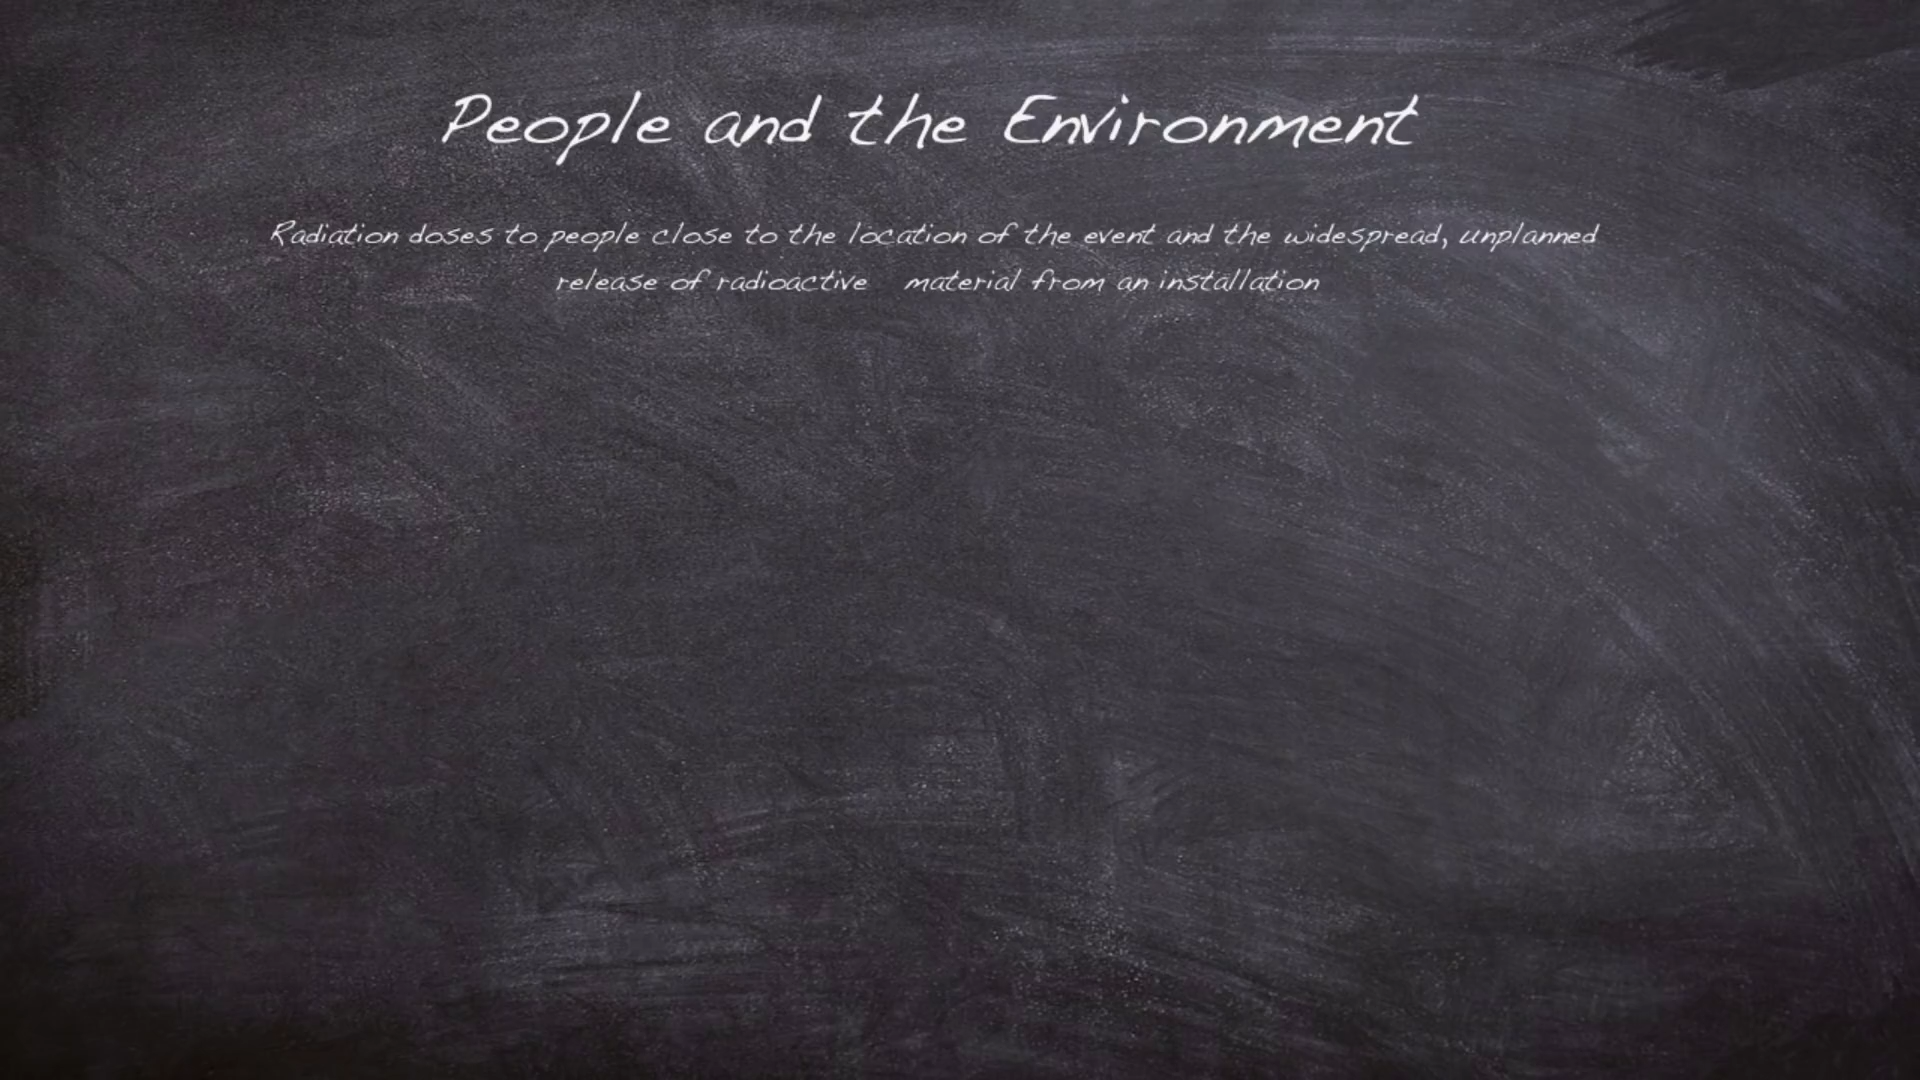 People and the Environment
Radiation doses to people close to the location of the event and the widespread, unplanned
release of radioactive material from an installation